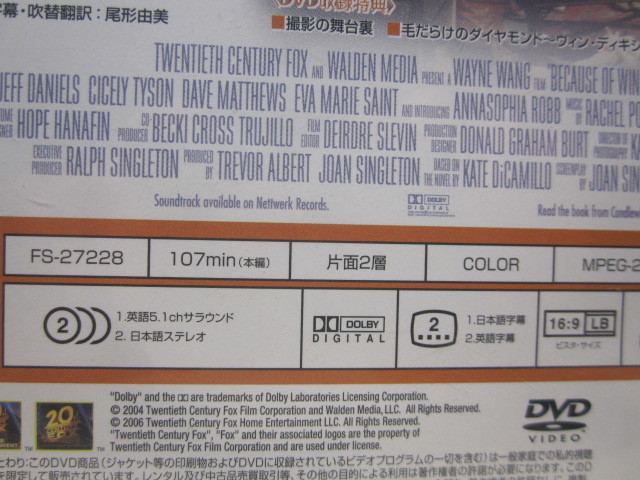 字幕・吹替翻訳:尾形由美
〈DVD収録特典〉
■撮影の舞台裏
■毛だらけのダイヤモンド〜ヴィン・ディキシ
TWENTIETH CENTURY FOX AND WALDEN MEDIA PRESENT A WAYNE WANG FILM "BECAUSE OF WI
JEFF DANIELS CICELY TYSON DAVE MATTHEWS EVA MARIE SAINT AND INTRODUCING ANNASOPHIA ROBB MUSIC BY RACHEL PO
HOPE HANAFIN CO-PRODUCER BECKI CROSS TRUJILLO FILM EDITOR DEIRDRE SLEVIN PRODUCTION DESIGNER DONALD GRAHAM BURT DIRECTOR OF PHOTOGRAPHY
EXECUTIVE PRODUCER RALPH SINGLETON PRODUCED BY TREVOR ALBERT JOAN SINGLETON BASED ON THE NOVEL BY KATE DiCAMILLO SCREENPLAY BY JOAN SIN
Soundtrack available on Nettwerk Records.
DOLBY DIGITAL
Read the book from Candle
FS-27228
107min(本編)
片面2層
COLOR
MPEG-2
2
1.英語5.1chサラウンド
2.日本語ステレオ
DOLBY
DIGITAL
2
1.日本語字幕
2.英語字幕
16:9 LB
ビスタ・サイズ
"Dolby" and the are trademarks of Dolby Laboratories Licensing Corporation.
© 2004 Twentieth Century Fox Film Corporation and Walden Media, LLC. All Rights Reserved.
© 2006 Twentieth Century Fox Home Entertainment LLC. All Rights Reserved.
"Twentieth Century Fox", "Fox" and their associated logos are the property of
Twentieth Century Fox Film Corporation and are used under license.
TM
20
TM
DVD
VIDEO
とわり:このDVD商品(ジャケット等の印刷物およびDVDに収録されているビデオプログラムの一切を含む)は一般家庭での私的視聴
を限定して販売されています。レンタル及び中古品売買取引等、その他の目的による利用は著作権者の許諾が必要になります。このD